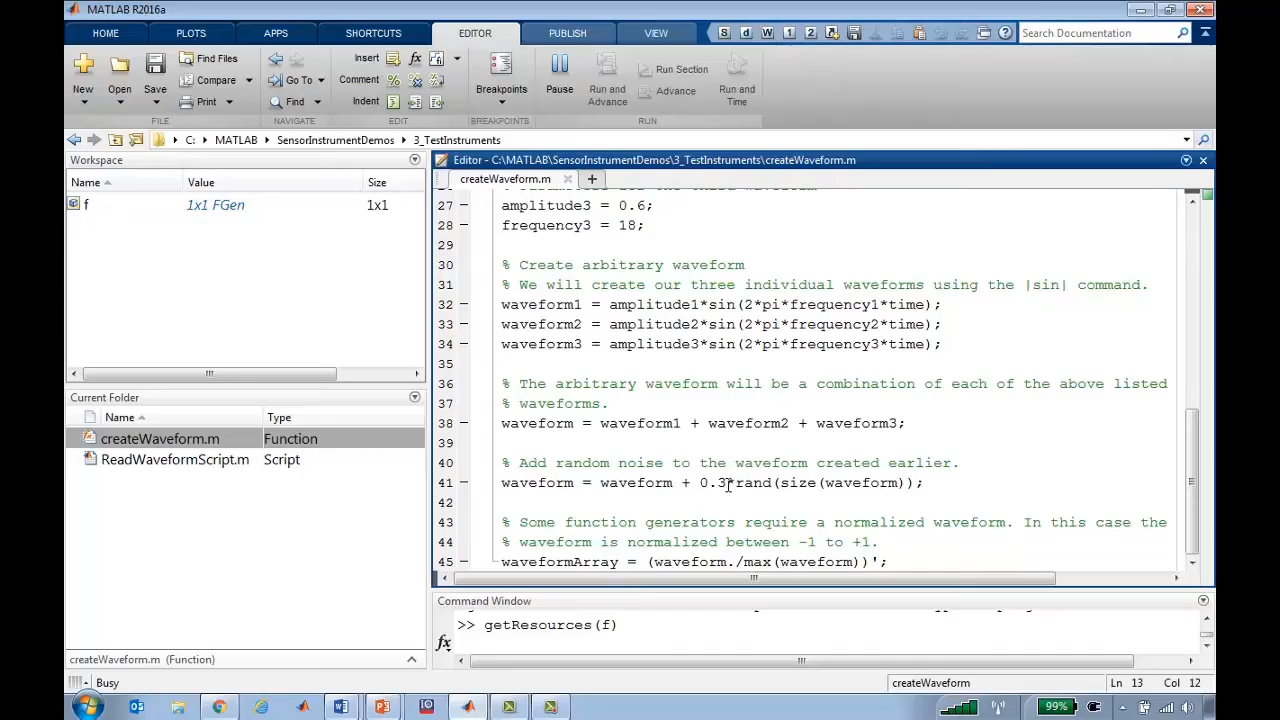 MATLAB R2016a
HOME PLOTS APPS SHORTCUTS EDITOR PUBLISH VIEW Search Documentation
New Open Save Find Files Compare Print
Go To Find
Insert Comment Indent
Breakpoints
Pause Run and Advance Run Section Advance Run and Time
FILE NAVIGATE EDIT BREAKPOINTS RUN
C: MATLAB SensorInstrumentDemos 3_TestInstruments
Workspace
Name Value Size
f 1x1 FGen 1x1
Current Folder
Name Type
createWaveform.m Function
ReadWaveformScript.m Script
createWaveform.m (Function)
Editor - C:\MATLAB\SensorInstrumentDemos\3_TestInstruments\createWaveform.m
createWaveform.m
27 amplitude3 = 0.6;
28 frequency3 = 18;
29
30 % Create arbitrary waveform
31 % We will create our three individual waveforms using the |sin| command.
32 waveform1 = amplitude1*sin(2*pi*frequency1*time);
33 waveform2 = amplitude2*sin(2*pi*frequency2*time);
34 waveform3 = amplitude3*sin(2*pi*frequency3*time);
35
36 % The arbitrary waveform will be a combination of each of the above listed
37 % waveforms.
38 waveform = waveform1 + waveform2 + waveform3;
39
40 % Add random noise to the waveform created earlier.
41 waveform = waveform + 0.3*rand(size(waveform));
42
43 % Some function generators require a normalized waveform. In this case the
44 % waveform is normalized between -1 to +1.
45 waveformArray = (waveform./max(waveform))';
Command Window
>> getResources(f)
fx
Busy
createWaveform Ln 13 Col 12
99%